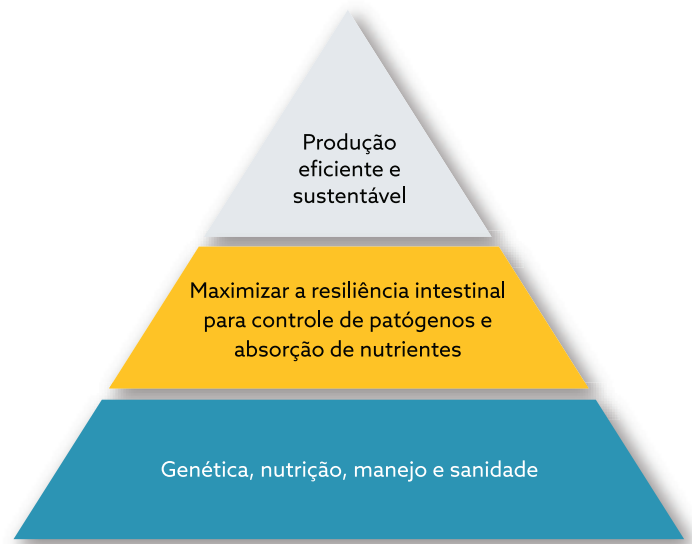 Produção
eficiente e
sustentável
Maximizar a resiliência intestinal
para controle de patógenos e
absorção de nutrientes
Genética, nutrição, manejo e sanidade